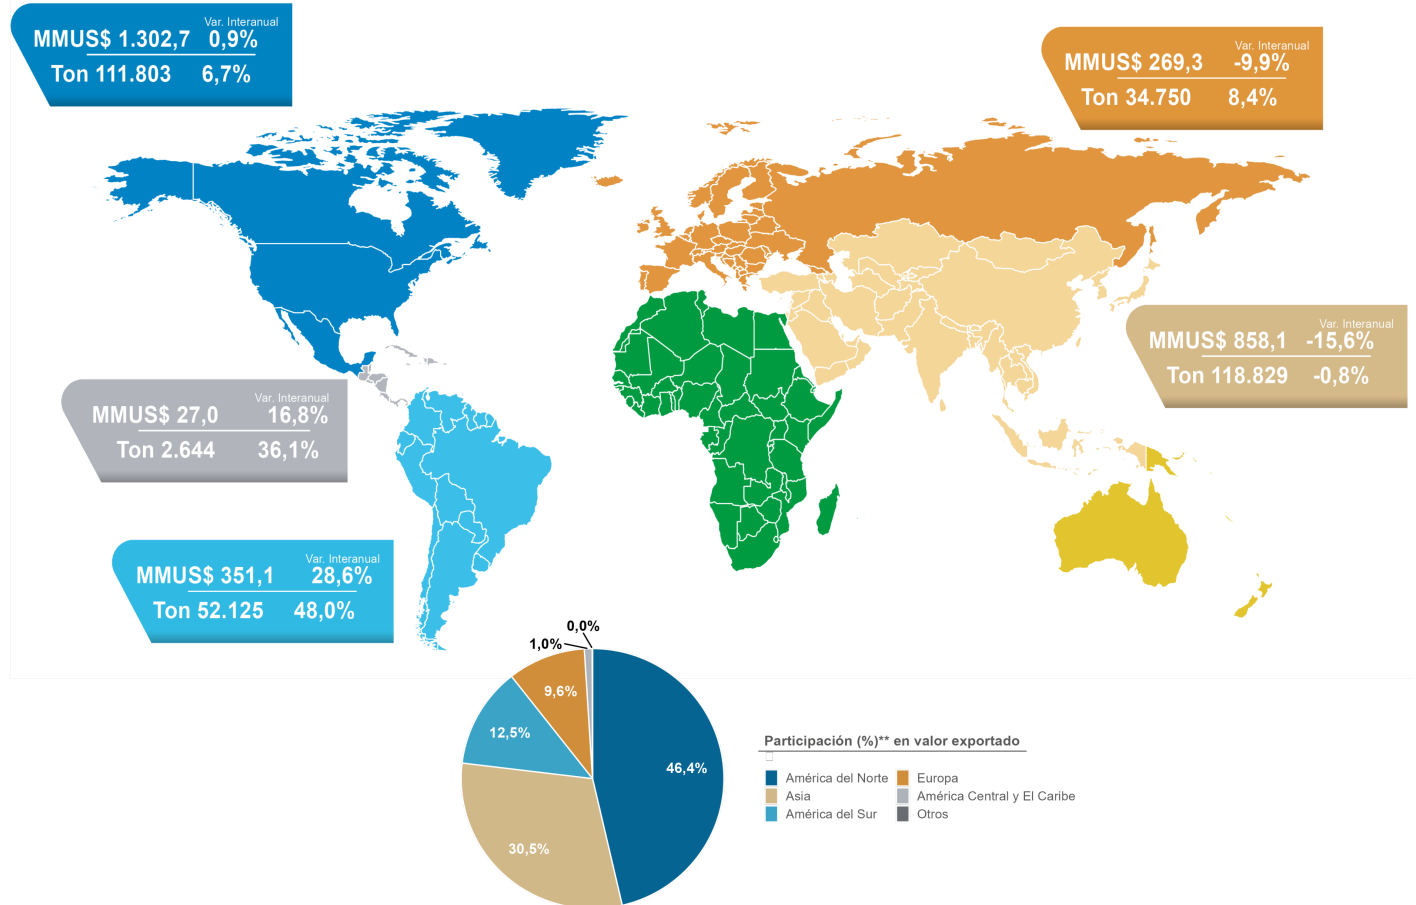 Var. Interanual
MMUS$ 1.302,7 0,9%
Ton 111.803 6,7%
Var. Interanual
MMUS$ 269,3 -9,9%
Ton 34.750 8,4%
Var. Interanual
MMUS$ 858,1 -15,6%
Ton 118.829 -0,8%
Var. Interanual
MMUS$ 27,0 16,8%
Ton 2.644 36,1%
Var. Interanual
MMUS$ 351,1 28,6%
Ton 52.125 48,0%
0,0%
1,0%
9,6%
12,5%
46,4%
30,5%
Participación (%)** en valor exportado
América del Norte Europa
Asia América Central y El Caribe
América del Sur Otros